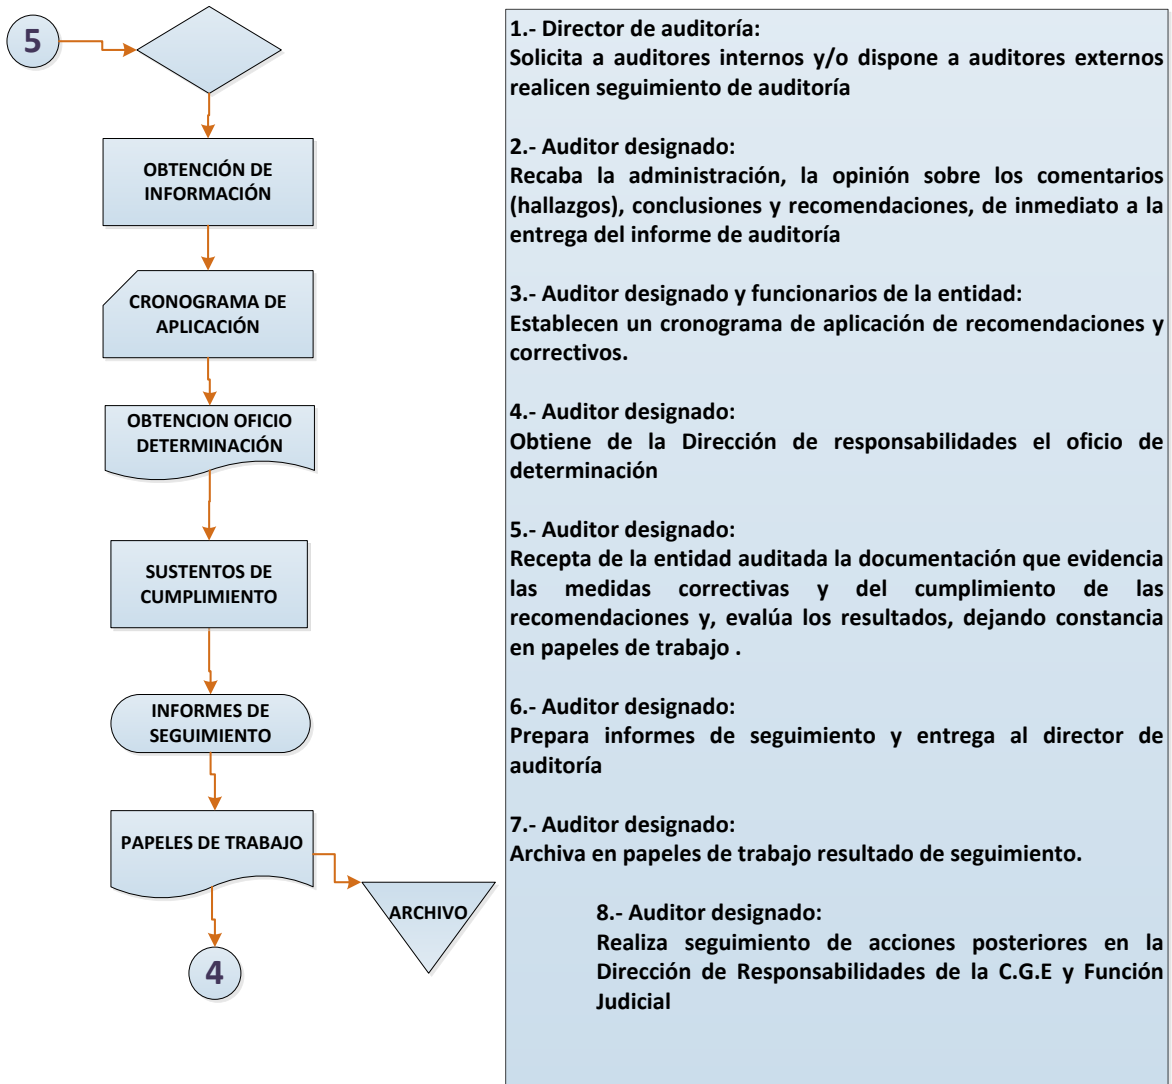 5
OBTENCIÓN DE
INFORMACIÓN
CRONOGRAMA DE
APLICACIÓN
OBTENCION OFICIO
DETERMINACIÓN
SUSTENTOS DE
CUMPLIMIENTO
INFORMES DE
SEGUIMIENTO
PAPELES DE TRABAJO
ARCHIVO
4
1.- Director de auditoría:
Solicita a auditores internos y/o dispone a auditores externos
realicen seguimiento de auditoría
2.- Auditor designado:
Recaba la administración, la opinión sobre los comentarios
(hallazgos), conclusiones y recomendaciones, de inmediato a la
entrega del informe de auditoría
3.- Auditor designado y funcionarios de la entidad:
Establecen un cronograma de aplicación de recomendaciones y
correctivos.
4.- Auditor designado:
Obtiene de la Dirección de responsabilidades el oficio de
determinación
5.- Auditor designado:
Recepta de la entidad auditada la documentación que evidencia
las medidas correctivas y del cumplimiento de las
recomendaciones y, evalúa los resultados, dejando constancia
en papeles de trabajo .
6.- Auditor designado:
Prepara informes de seguimiento y entrega al director de
auditoría
7.- Auditor designado:
Archiva en papeles de trabajo resultado de seguimiento.
8.- Auditor designado:
Realiza seguimiento de acciones posteriores en la
Dirección de Responsabilidades de la C.G.E y Función
Judicial